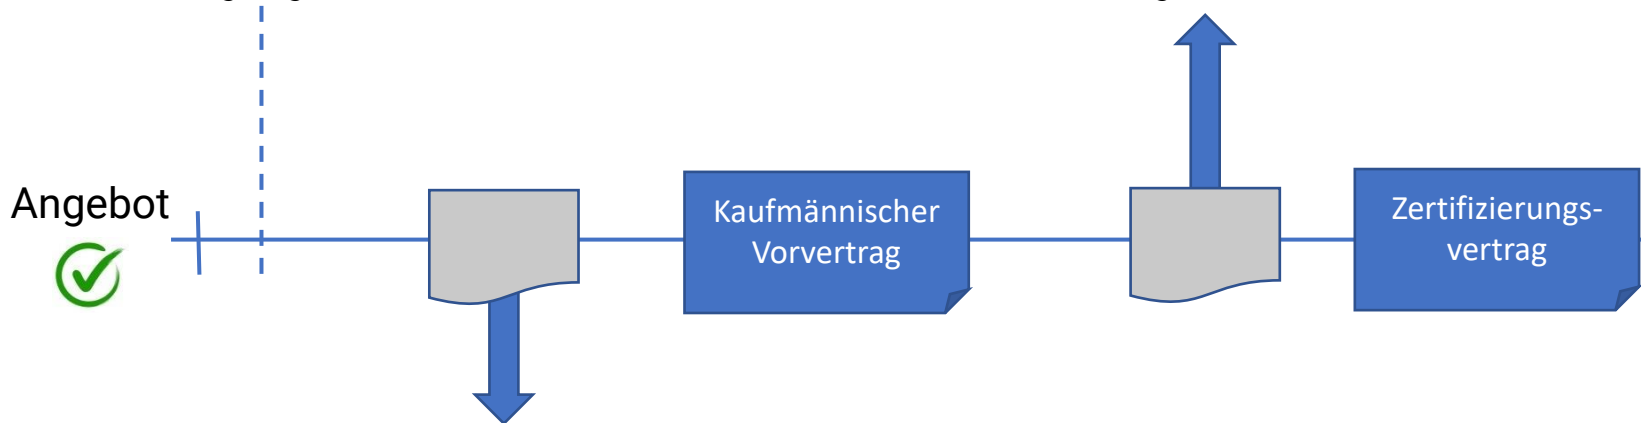 Angebot
Kaufmännischer
Vorvertrag
Zertifizierungs-
vertrag